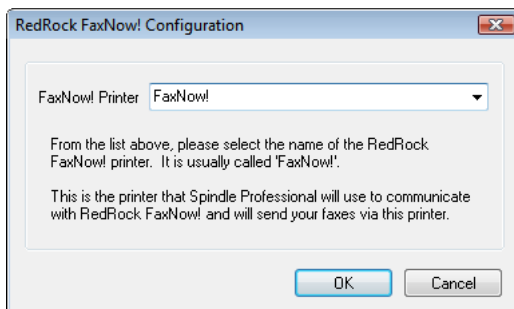 RedRock FaxNow! Configuration
FaxNow! Printer FaxNow!
From the list above, please select the name of the RedRock
FaxNow! printer. It is usually called 'FaxNow!'.
This is the printer that Spindle Professional will use to communicate
with RedRock FaxNow! and will send your faxes via this printer.
OK Cancel